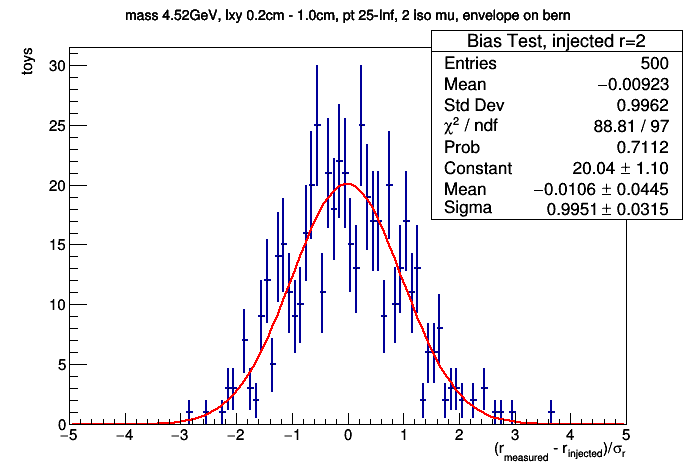 mass 4.52GeV, lxy 0.2cm - 1.0cm, pt 25-Inf, 2 iso mu, envelope on bern
toys
Bias Test, injected r=2
Entries 500
Mean −0.00923
Std Dev 0.9962
χ² / ndf 88.81 / 97
Prob 0.7112
Constant 20.04 ± 1.10
Mean −0.0106 ± 0.0445
Sigma 0.9951 ± 0.0315
30
25
20
15
10
5
0
−5 −4 −3 −2 −1 0 1 2 3 4 5
(r_measured - r_injected)/σ_r